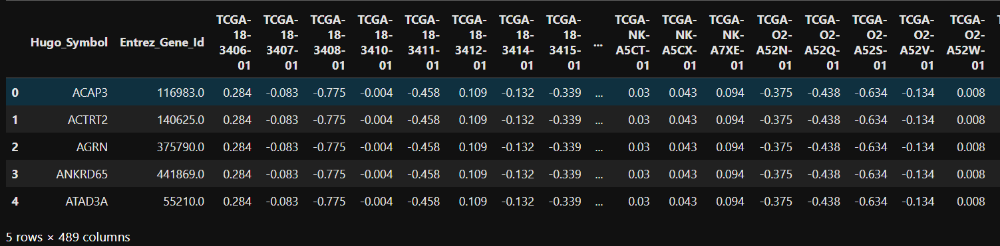 Hugo_Symbol Entrez_Gene_Id TCGA-18-3406-01 TCGA-18-3407-01 TCGA-18-3408-01 TCGA-18-3410-01 TCGA-18-3411-01 TCGA-18-3412-01 TCGA-18-3414-01 TCGA-18-3415-01 ... TCGA-NK-A5CT-01 TCGA-NK-A5CX-01 TCGA-NK-A7XE-01 TCGA-O2-A52N-01 TCGA-O2-A52Q-01 TCGA-O2-A52S-01 TCGA-O2-A52V-01 TCGA-O2-A52W-01
0 ACAP3 116983.0 0.284 -0.083 -0.775 -0.004 -0.458 0.109 -0.132 -0.339 ... 0.03 0.043 0.094 -0.375 -0.438 -0.634 -0.134 0.008
1 ACTRT2 140625.0 0.284 -0.083 -0.775 -0.004 -0.458 0.109 -0.132 -0.339 ... 0.03 0.043 0.094 -0.375 -0.438 -0.634 -0.134 0.008
2 AGRN 375790.0 0.284 -0.083 -0.775 -0.004 -0.458 0.109 -0.132 -0.339 ... 0.03 0.043 0.094 -0.375 -0.438 -0.634 -0.134 0.008
3 ANKRD65 441869.0 0.284 -0.083 -0.775 -0.004 -0.458 0.109 -0.132 -0.339 ... 0.03 0.043 0.094 -0.375 -0.438 -0.634 -0.134 0.008
4 ATAD3A 55210.0 0.284 -0.083 -0.775 -0.004 -0.458 0.109 -0.132 -0.339 ... 0.03 0.043 0.094 -0.375 -0.438 -0.634 -0.134 0.008
5 rows × 489 columns